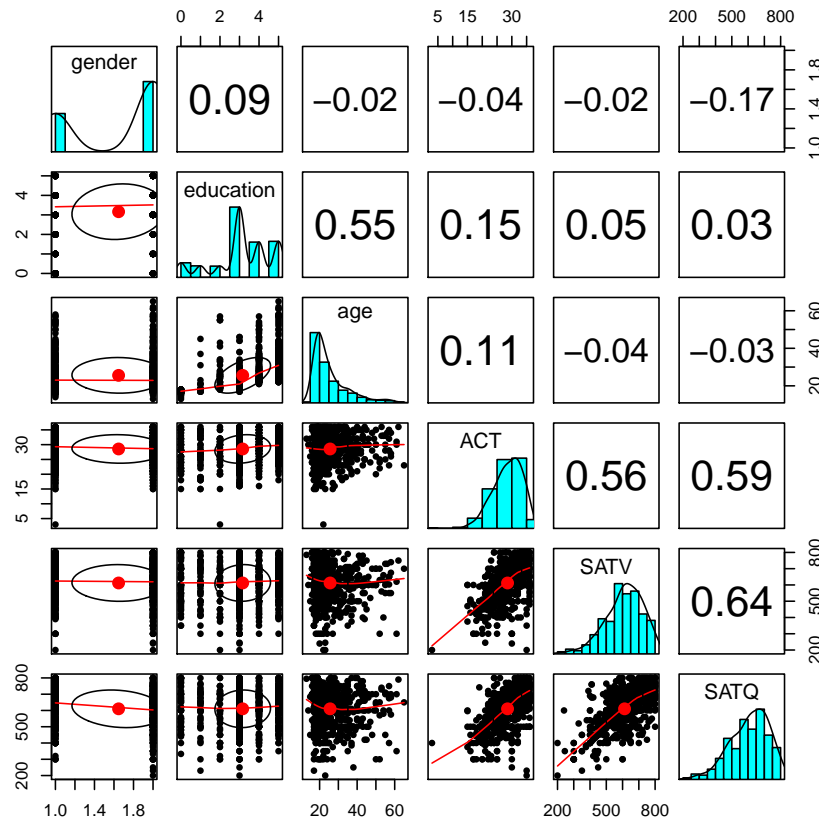 0 2 4 5 15 30 200 500 800
gender 0.09 −0.02 −0.04 −0.02 −0.17 1.0 1.4 1.8
0 2 4 education 0.55 0.15 0.05 0.03
age 0.11 −0.04 −0.03 20 40 60
5 15 30 ACT 0.56 0.59
SATV 0.64 200 500 800
200 500 800 SATQ
1.0 1.4 1.8 20 40 60 200 500 800